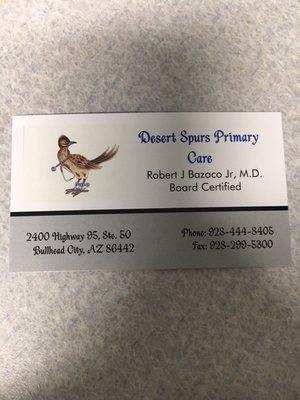 Desert Spurs Primary
Care
Robert J Bazaco Jr, M.D.
Board Certified
2400 Highway 95, Ste. 50
Bullhead City, AZ 86442
Phone: 928-444-8405
Fax: 928-299-5300